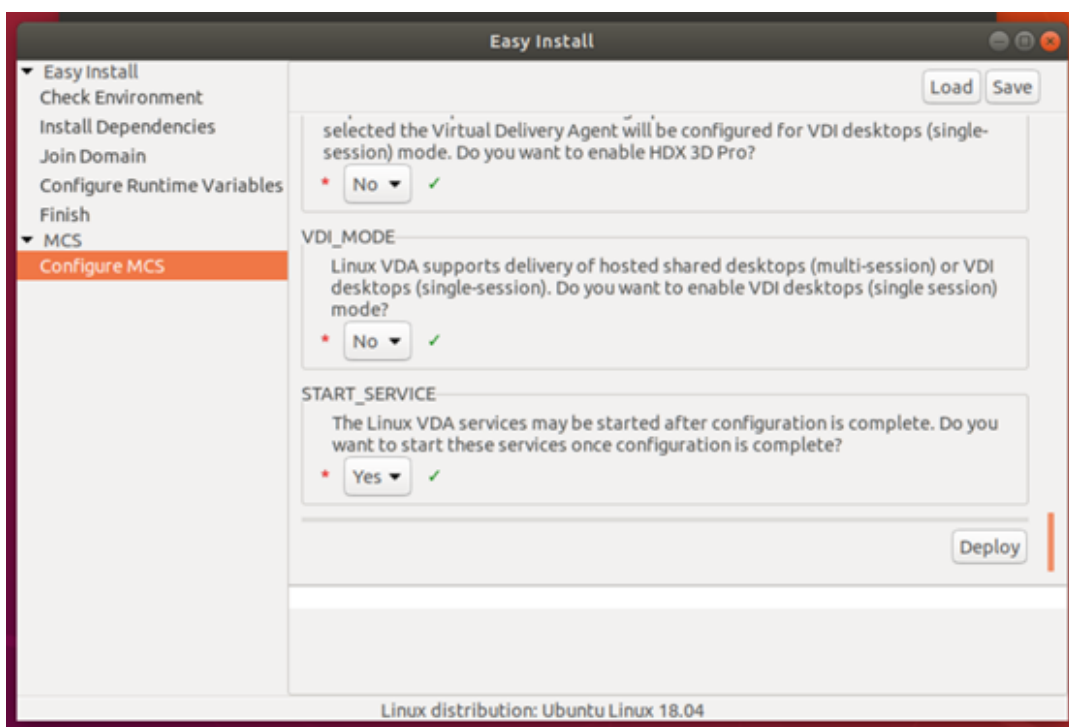 Easy Install
Easy Install
Check Environment
Install Dependencies
Join Domain
Configure Runtime Variables
Finish
MCS
Configure MCS
Load Save
selected the Virtual Delivery Agent will be configured for VDI desktops (single-
session) mode. Do you want to enable HDX 3D Pro?
* No ✓
VDI_MODE
Linux VDA supports delivery of hosted shared desktops (multi-session) or VDI
desktops (single-session). Do you want to enable VDI desktops (single session)
mode?
* No ✓
START_SERVICE
The Linux VDA services may be started after configuration is complete. Do you
want to start these services once configuration is complete?
* Yes ✓
Deploy
Linux distribution: Ubuntu Linux 18.04